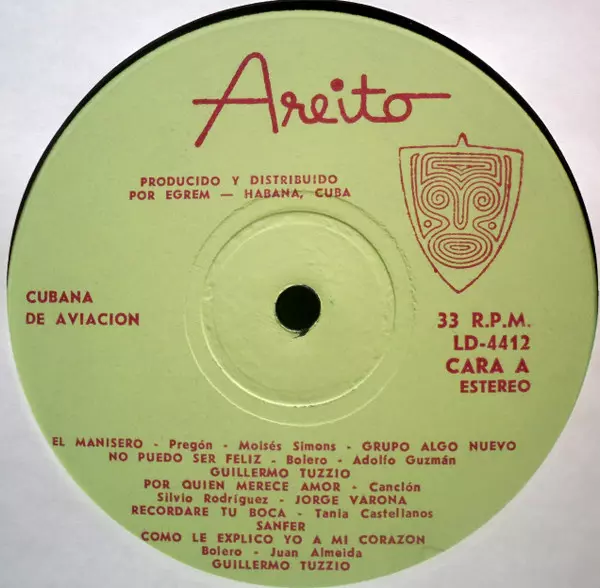 Areito
PRODUCIDO Y DISTRIBUIDO
POR EGREM — HABANA, CUBA
CUBANA
DE AVIACION
33 R.P.M.
LD-4412
CARA A
ESTEREO
EL MANISERO - Pregón - Moisés Simons - GRUPO ALGO NUEVO
NO PUEDO SER FELIZ - Bolero - Adolfo Guzmán
GUILLERMO TUZZIO
POR QUIEN MERECE AMOR - Canción
Silvio Rodríguez - JORGE VARONA
RECORDARE TU BOCA - Tania Castellanos
SANFER
COMO LE EXPLICO YO A MI CORAZON
Bolero - Juan Almeida
GUILLERMO TUZZIO